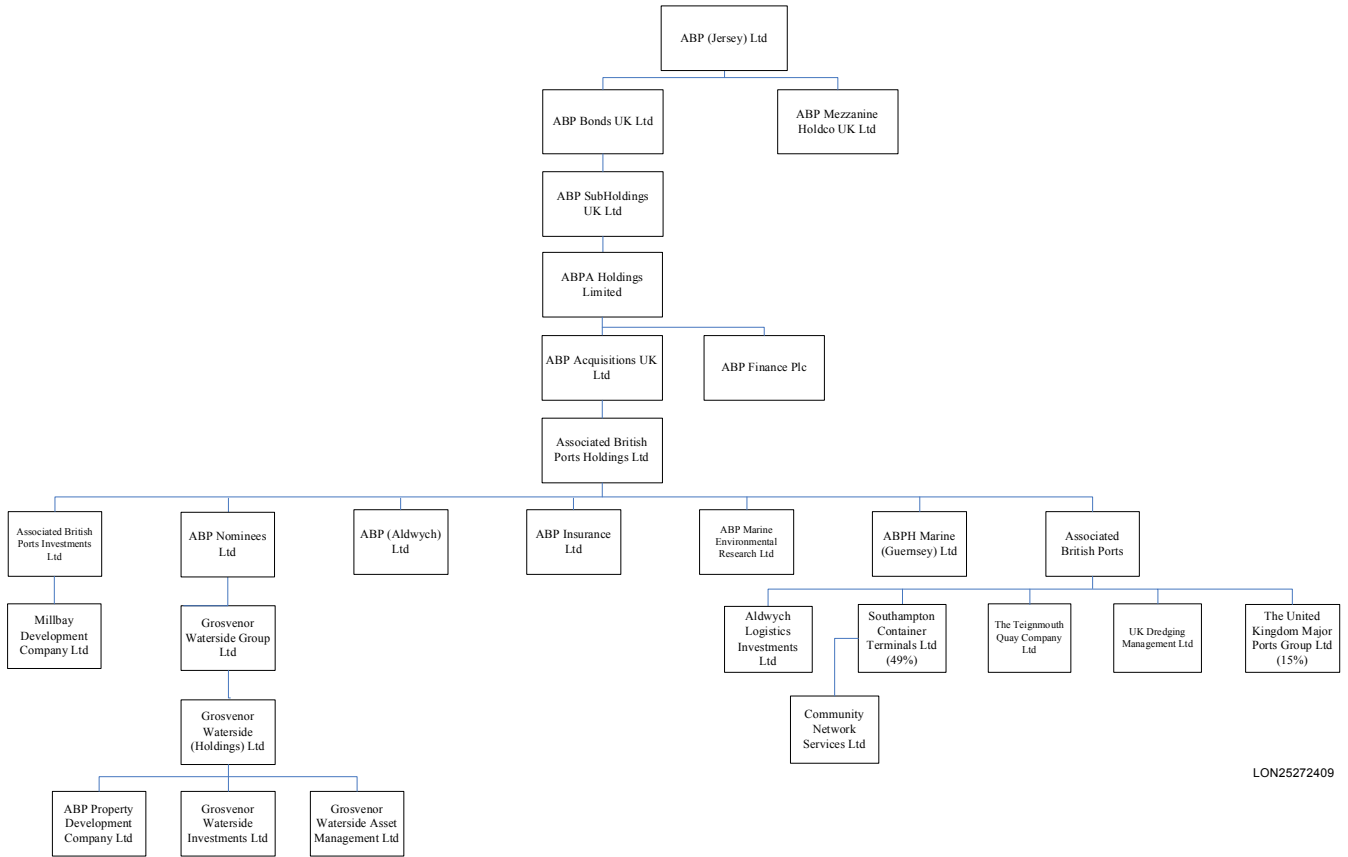 ABP (Jersey) Ltd
ABP Bonds UK Ltd
ABP Mezzanine
Holdco UK Ltd
ABP SubHoldings
UK Ltd
ABPA Holdings
Limited
ABP Acquisitions UK
Ltd
ABP Finance Plc
Associated British
Ports Holdings Ltd
Associated British
Ports Investments
Ltd
ABP Nominees
Ltd
ABP (Aldwych)
Ltd
ABP Insurance
Ltd
ABP Marine
Environmental
Research Ltd
ABPH Marine
(Guernsey) Ltd
Associated
British Ports
Millbay
Development
Company Ltd
Grosvenor
Waterside Group
Ltd
Aldwych
Logistics
Investments
Ltd
Southampton
Container
Terminals Ltd
(49%)
The Teignmouth
Quay Company
Ltd
UK Dredging
Management Ltd
The United
Kingdom Major
Ports Group Ltd
(15%)
Grosvenor
Waterside
(Holdings) Ltd
Community
Network
Services Ltd
LON25272409
ABP Property
Development
Company Ltd
Grosvenor
Waterside
Investments Ltd
Grosvenor
Waterside Asset
Management Ltd